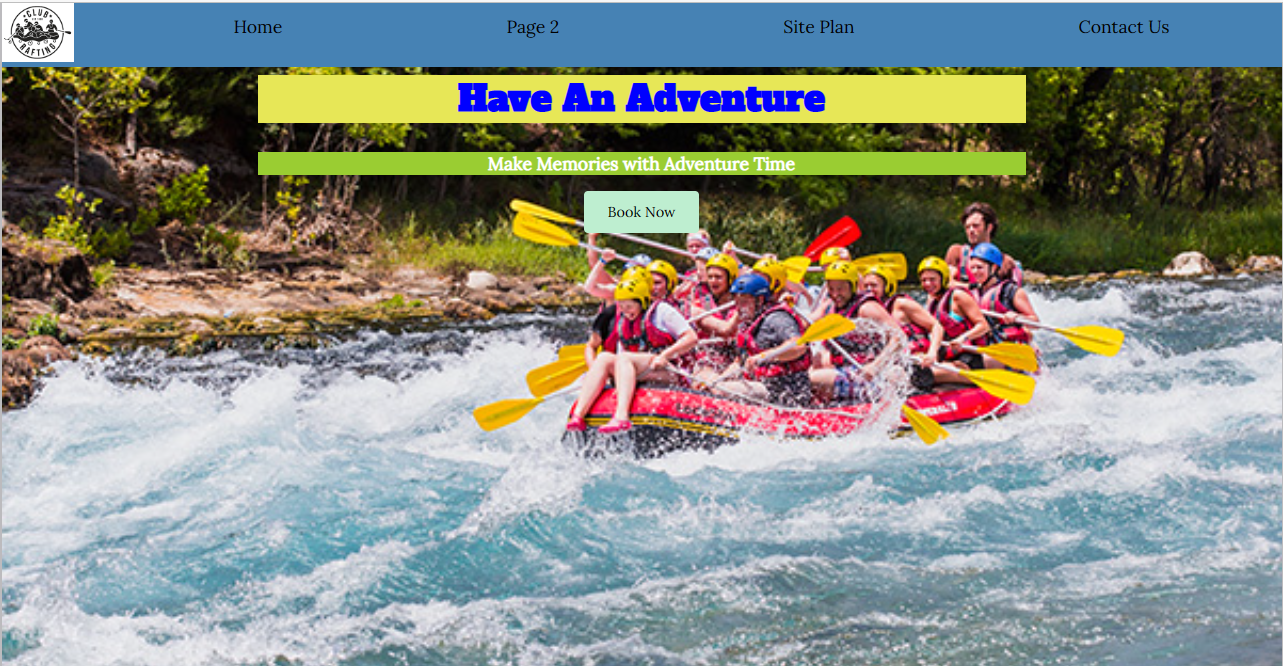 CLUB
RAFTING
Home
Page 2
Site Plan
Contact Us
Have An Adventure
Make Memories with Adventure Time
Book Now